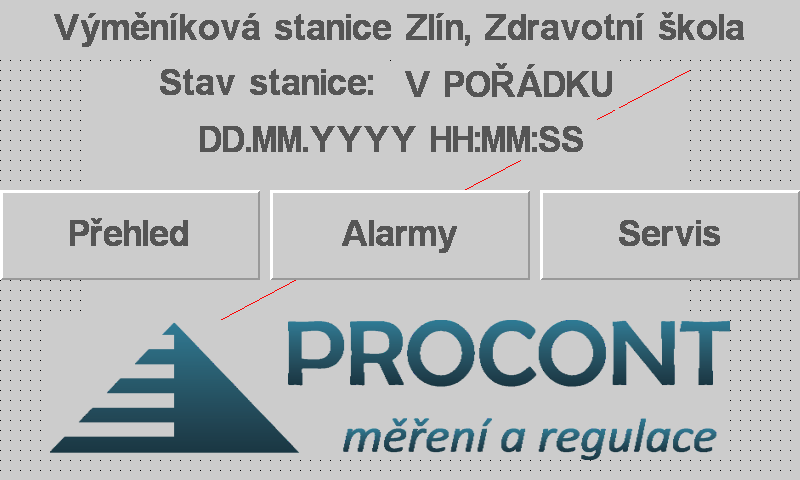 Výměníková stanice Zlín, Zdravotní škola
Stav stanice: V POŘÁDKU
DD.MM.YYYY HH:MM:SS
Přehled Alarmy Servis
PROCONT
měření a regulace